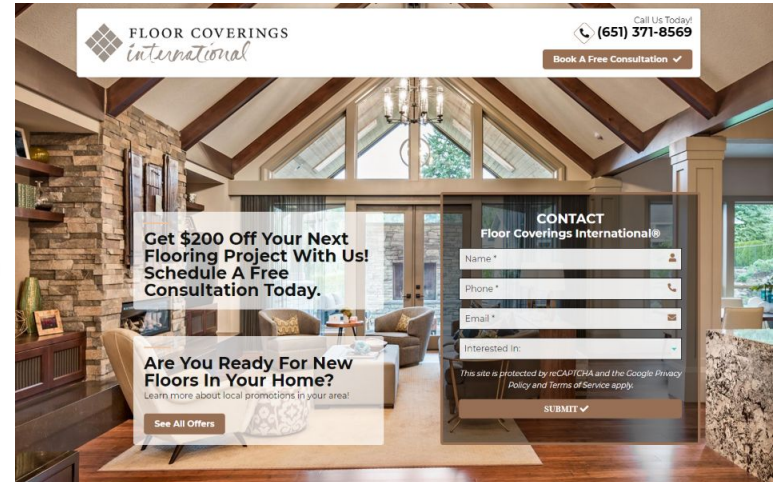 FLOOR COVERINGS
international
Call Us Today!
(651) 371-8569
Book A Free Consultation
Get $200 Off Your Next
Flooring Project With Us!
Schedule A Free
Consultation Today.
Are You Ready For New
Floors In Your Home?
Learn more about local promotions in your area!
See All Offers
CONTACT
Floor Coverings International®
Name *
Phone *
Email *
Interested In:
This site is protected by reCAPTCHA and the Google Privacy
Policy and Terms of Service apply.
SUBMIT